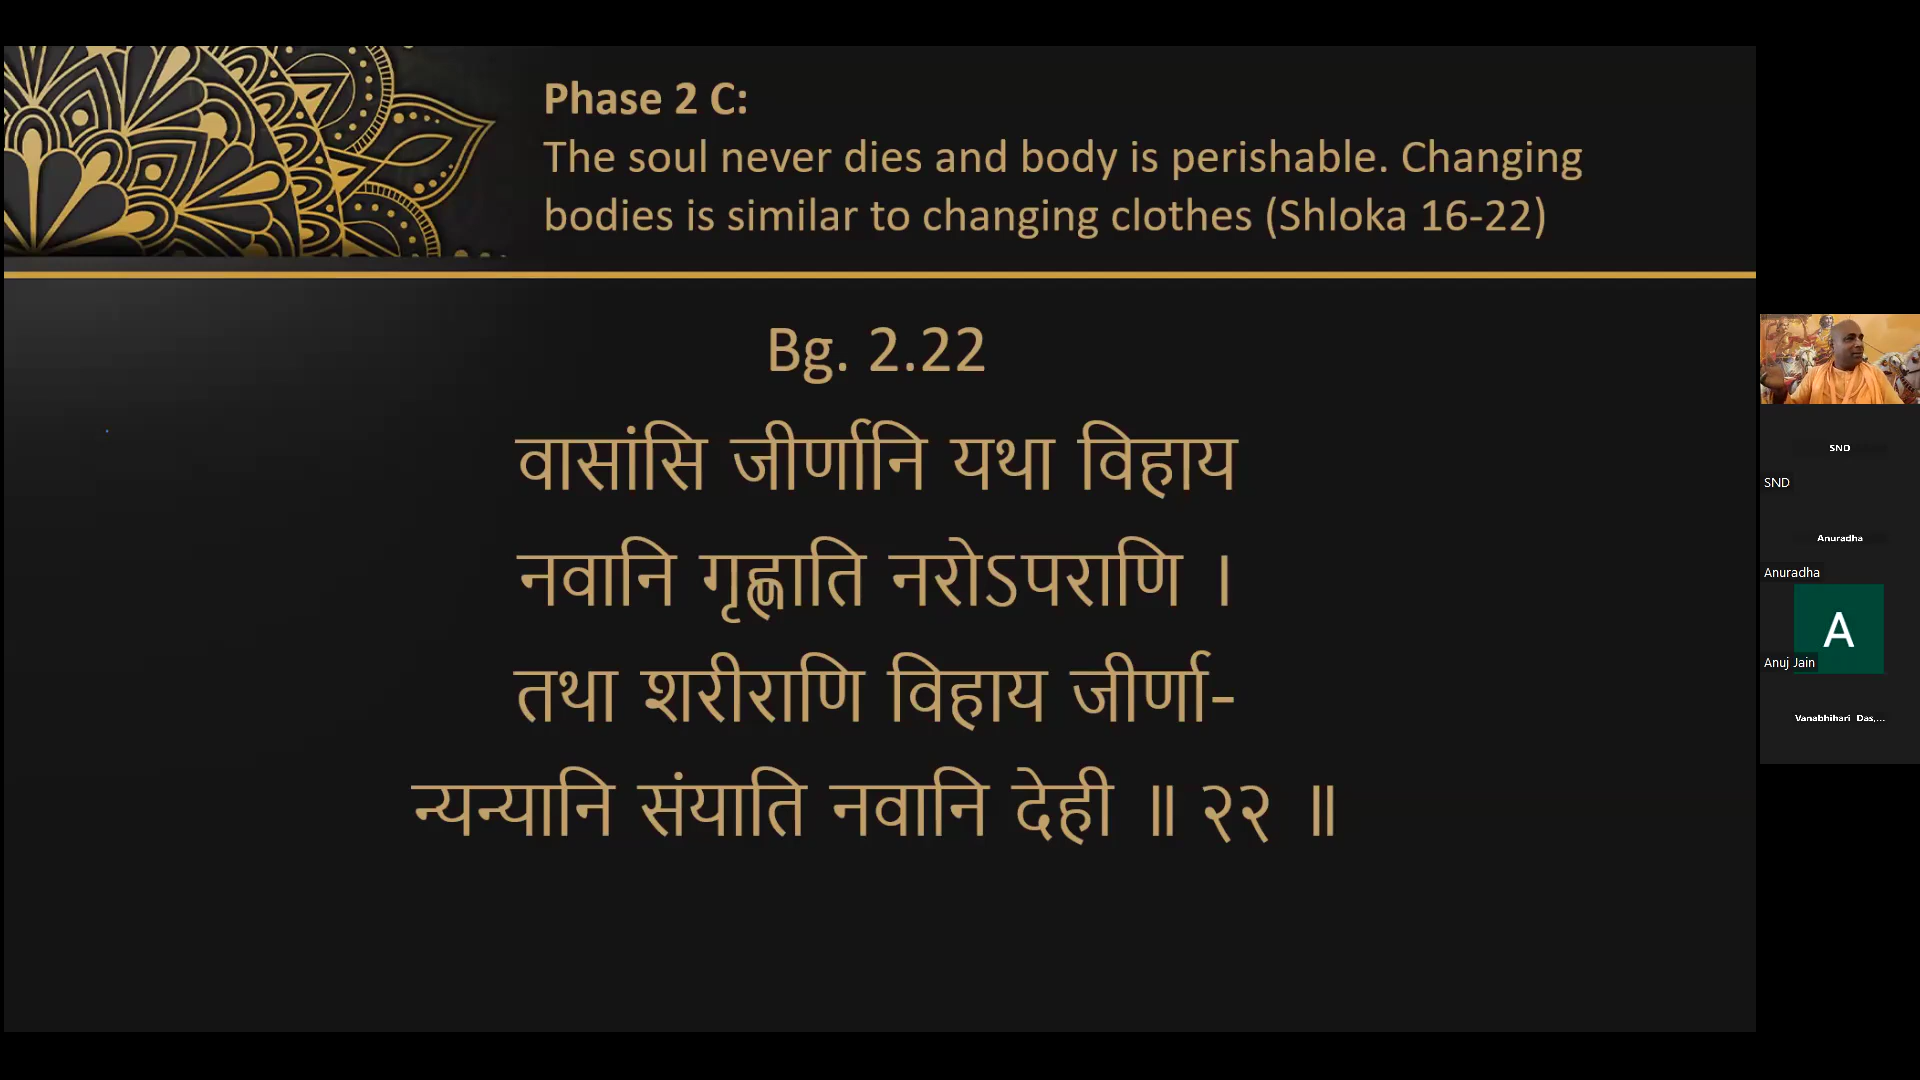 Phase 2 C:
The soul never dies and body is perishable. Changing
bodies is similar to changing clothes (Shloka 16-22)
Bg. 2.22
वासांसि जीर्णानि यथा विहाय
नवानि गृह्णाति नरोऽपराणि ।
तथा शरीराणि विहाय जीर्णा-
न्यन्यानि संयाति नवानि देही ॥ २२ ॥
SND
SND
Anuradha
Anuradha
A
Anuj Jain
Vanabhihari Das,...